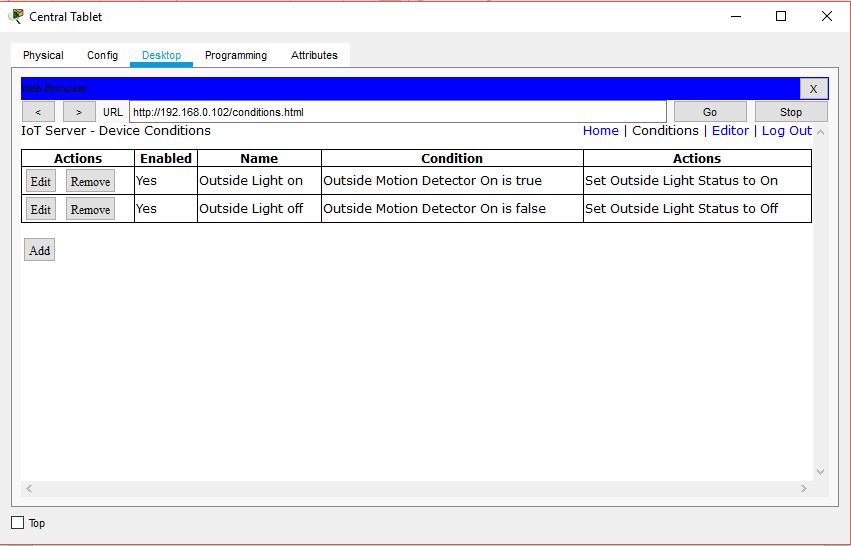 Central Tablet
Physical Config Desktop Programming Attributes
Web Browser X
< > URL http://192.168.0.102/conditions.html Go Stop
IoT Server - Device Conditions Home | Conditions | Editor | Log Out
Actions Enabled Name Condition Actions
Edit Remove Yes Outside Light on Outside Motion Detector On is true Set Outside Light Status to On
Edit Remove Yes Outside Light off Outside Motion Detector On is false Set Outside Light Status to Off
Add
Top